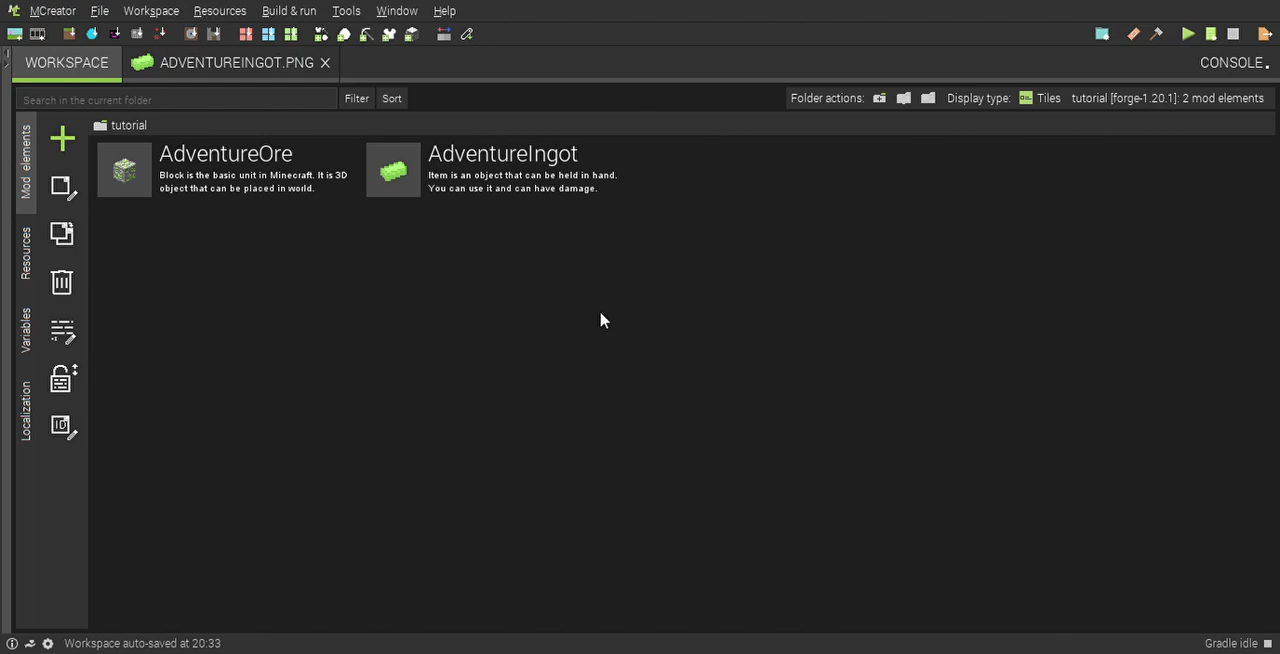 MCreator File Workspace Resources Build & run Tools Window Help
WORKSPACE ADVENTUREINGOT.PNG CONSOLE
Search in the current folder Filter Sort Folder actions: Display type: Tiles tutorial [forge-1.20.1]: 2 mod elements
tutorial
Mod elements
Resources
Variables
Localization
AdventureOre
Block is the basic unit in Minecraft. It is 3D
object that can be placed in world.
AdventureIngot
Item is an object that can be held in hand.
You can use it and can have damage.
ID
Workspace auto-saved at 20:33 Gradle idle